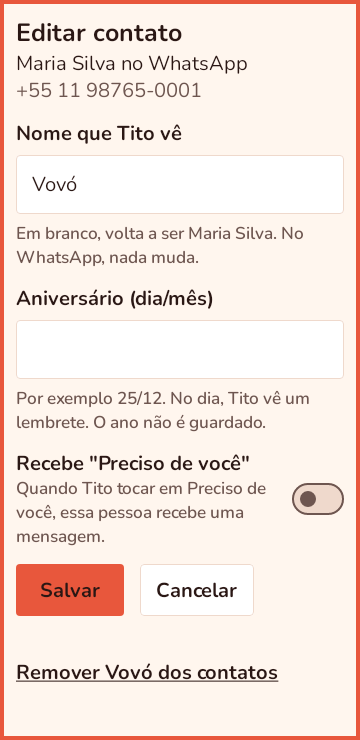 Editar contato
Maria Silva no WhatsApp
+55 11 98765-0001
Nome que Tito vê
Vovó
Em branco, volta a ser Maria Silva. No
WhatsApp, nada muda.
Aniversário (dia/mês)
Por exemplo 25/12. No dia, Tito vê um
lembrete. O ano não é guardado.
Recebe "Preciso de você"
Quando Tito tocar em Preciso de
você, essa pessoa recebe uma
mensagem.
Salvar
Cancelar
Remover Vovó dos contatos